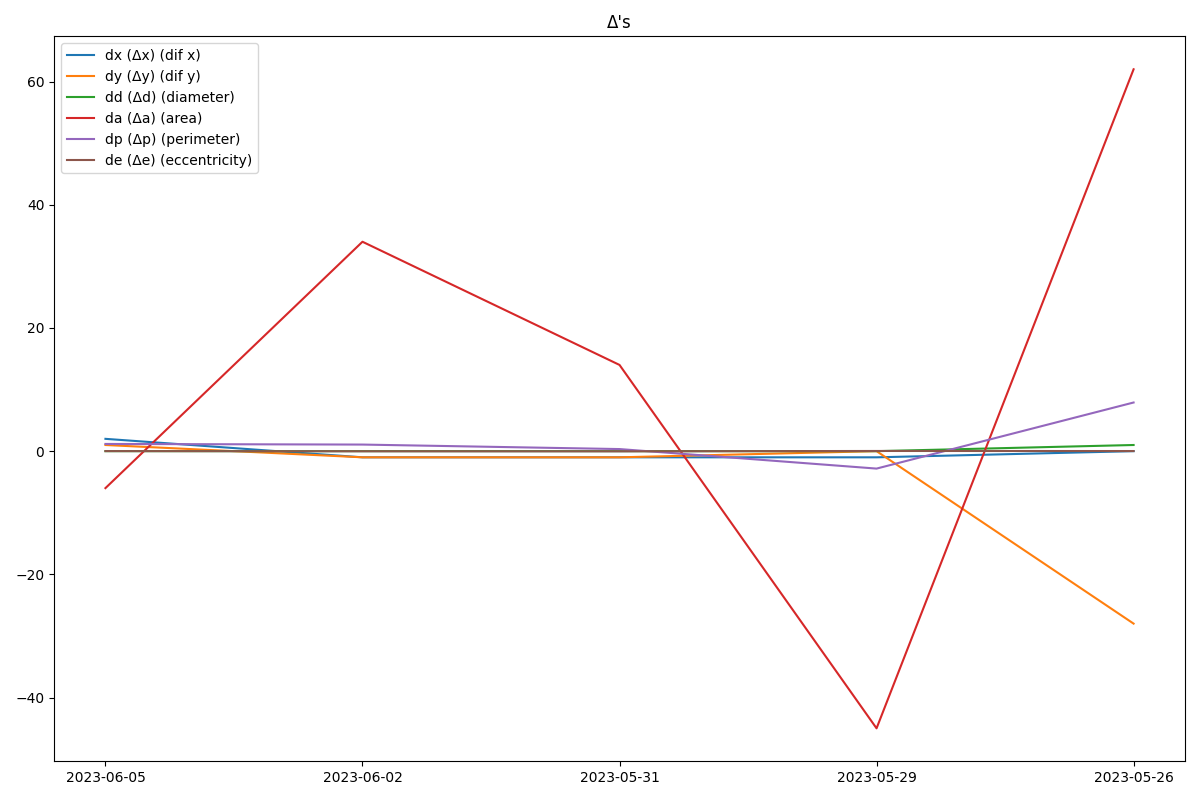 Δ's
dx (Δx) (dif x)
dy (Δy) (dif y)
dd (Δd) (diameter)
da (Δa) (area)
dp (Δp) (perimeter)
de (Δe) (eccentricity)
60
40
20
0
−20
−40
2023-06-05 2023-06-02 2023-05-31 2023-05-29 2023-05-26